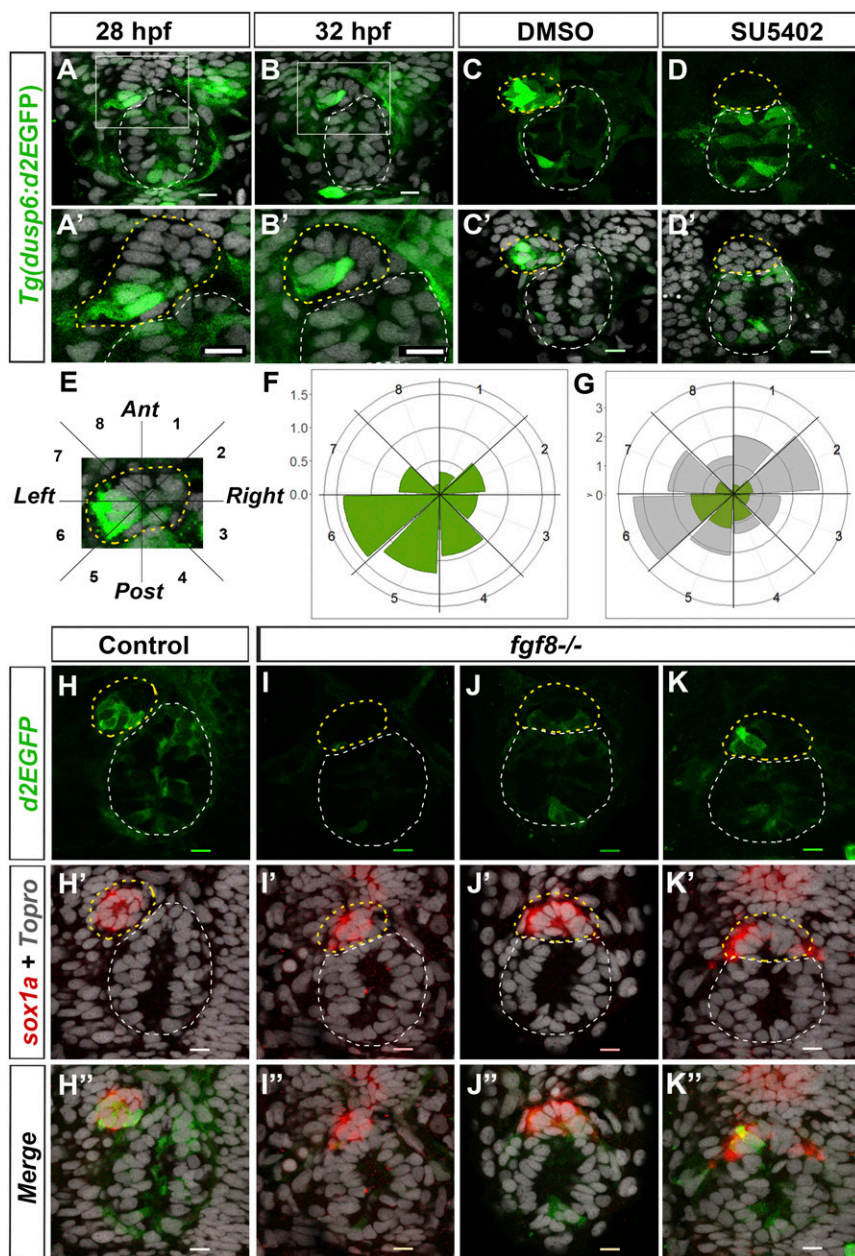 28 hpf 32 hpf DMSO SU5402
Tg(dusp6:d2EGFP)
A B C D
A' B' C' D'
E F G
Ant
8 1
7 2
Left Right
6 3
5 4
Post
1.5
1.0
0.5
0.0
8 1
7 2
6 3
5 4
3
2
1
0
y
8 1
7 2
6 3
5 4
Control fgf8-/-
d2EGFP
H I J K
sox1a + Topro
H' I' J' K'
Merge
H" I" J" K"